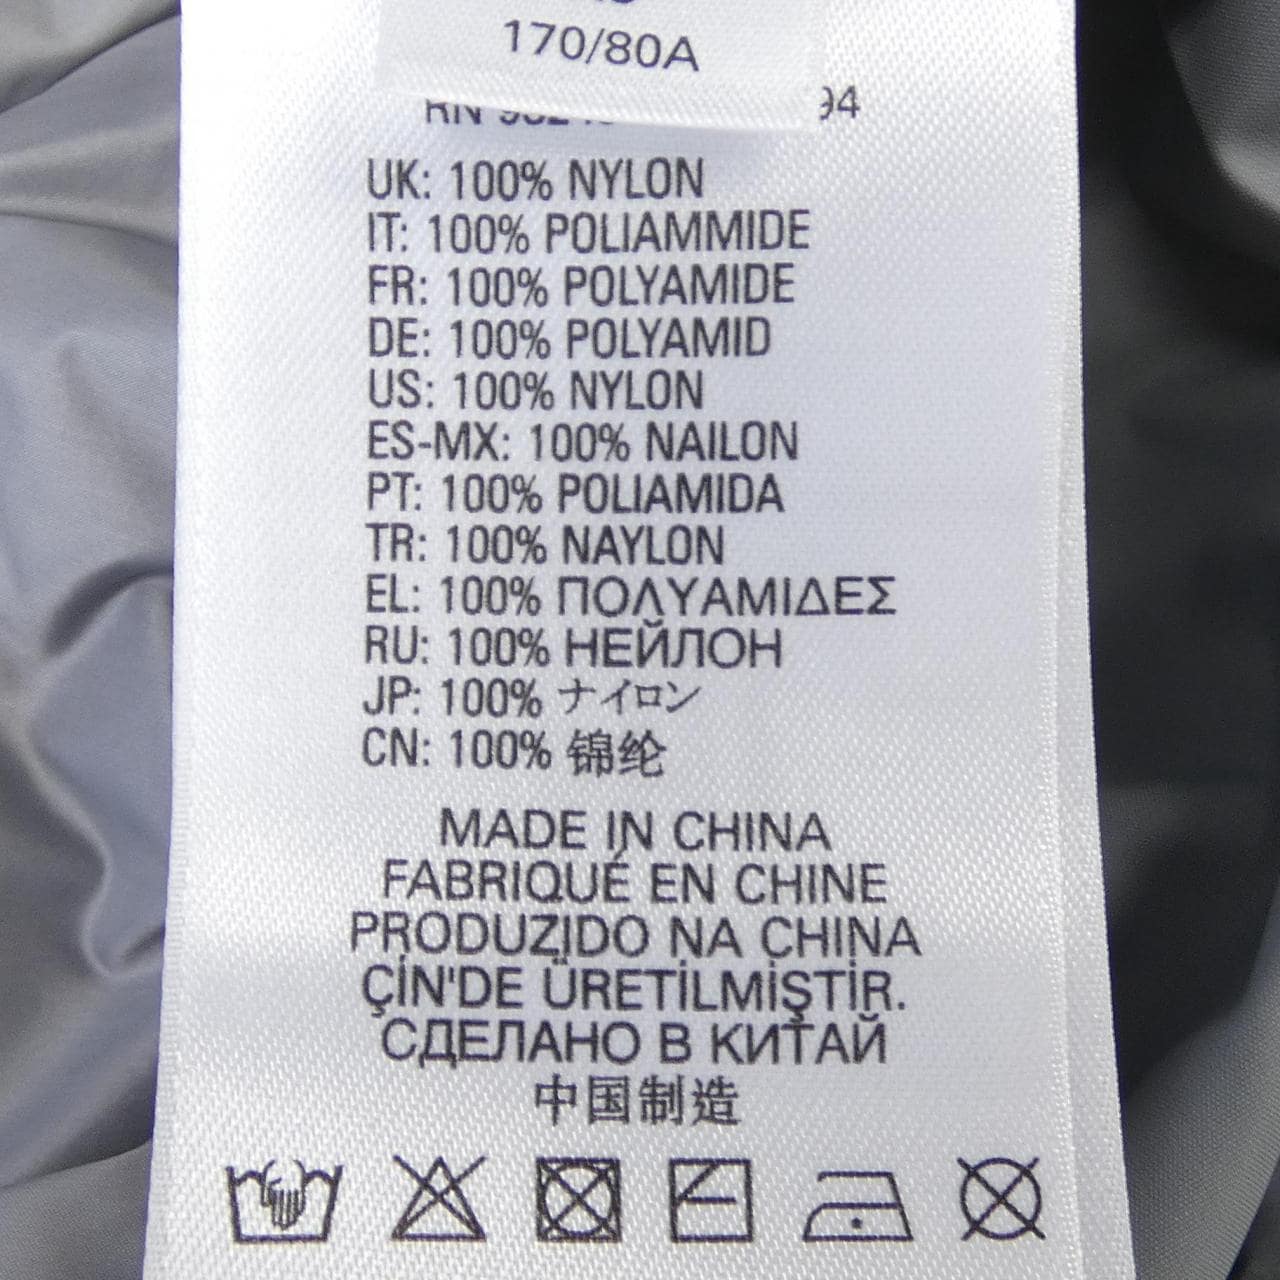 170/80A
RN
94
UK: 100% NYLON
IT: 100% POLIAMMIDE
FR: 100% POLYAMIDE
DE: 100% POLYAMID
US: 100% NYLON
ES-MX: 100% NAILON
PT: 100% POLIAMIDA
TR: 100% NAYLON
EL: 100% ΠΟΛΥΑΜΙΔΕΣ
RU: 100% НЕЙЛОН
JP: 100% ナイロン
CN: 100% 锦纶
MADE IN CHINA
FABRIQUÉ EN CHINE
PRODUZIDO NA CHINA
ÇİN'DE ÜRETİLMİŞTİR.
СДЕЛАНО В КИТАЙ
中国制造